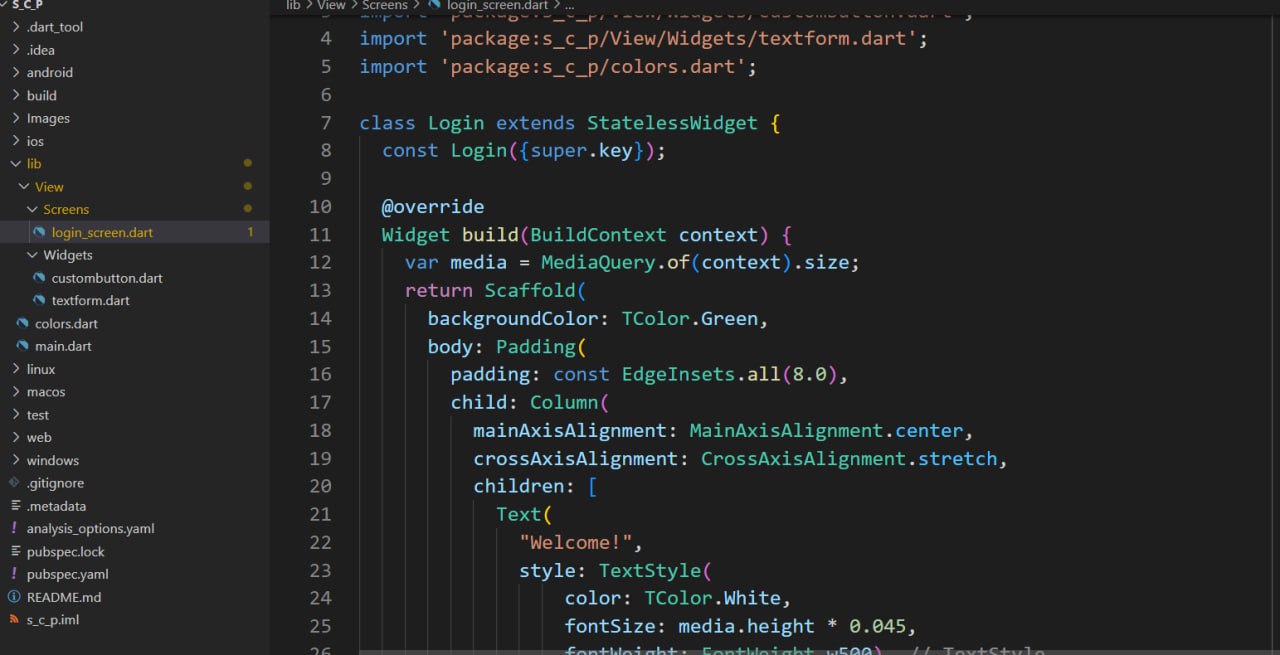 S_C_P
.dart_tool
.idea
android
build
Images
ios
lib
View
Screens
login_screen.dart 1
Widgets
custombutton.dart
textform.dart
colors.dart
main.dart
linux
macos
test
web
windows
.gitignore
.metadata
! analysis_options.yaml
pubspec.lock
! pubspec.yaml
README.md
s_c_p.iml
lib > View > Screens > login_screen.dart > ...
import 'package:s_c_p/View/Widgets/custombutton.dart';
4 import 'package:s_c_p/View/Widgets/textform.dart';
5 import 'package:s_c_p/colors.dart';
6
7 class Login extends StatelessWidget {
8 const Login({super.key});
9
10 @override
11 Widget build(BuildContext context) {
12 var media = MediaQuery.of(context).size;
13 return Scaffold(
14 backgroundColor: TColor.Green,
15 body: Padding(
16 padding: const EdgeInsets.all(8.0),
17 child: Column(
18 mainAxisAlignment: MainAxisAlignment.center,
19 crossAxisAlignment: CrossAxisAlignment.stretch,
20 children: [
21 Text(
22 "Welcome!",
23 style: TextStyle(
24 color: TColor.White,
25 fontSize: media.height * 0.045,
26 fontWeight: FontWeight.w500), // TextStyle